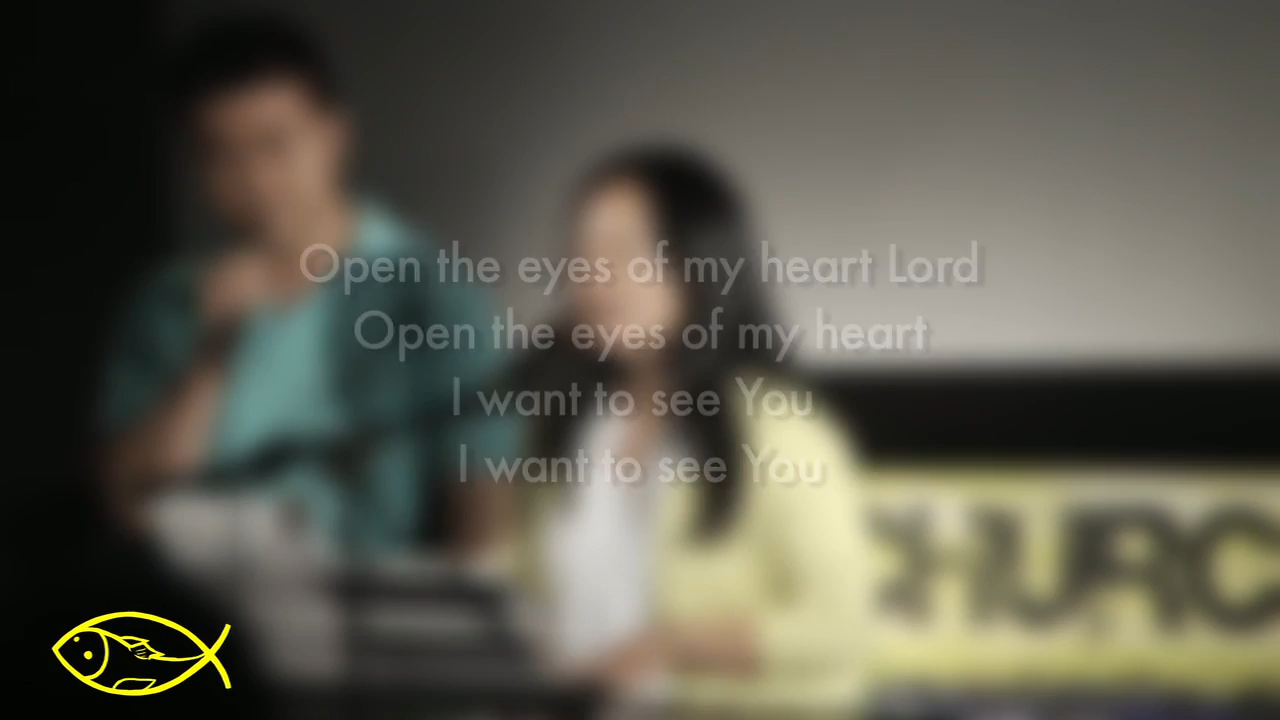 Open the eyes of my heart Lord
Open the eyes of my heart
I want to see You
I want to see You
CHURC